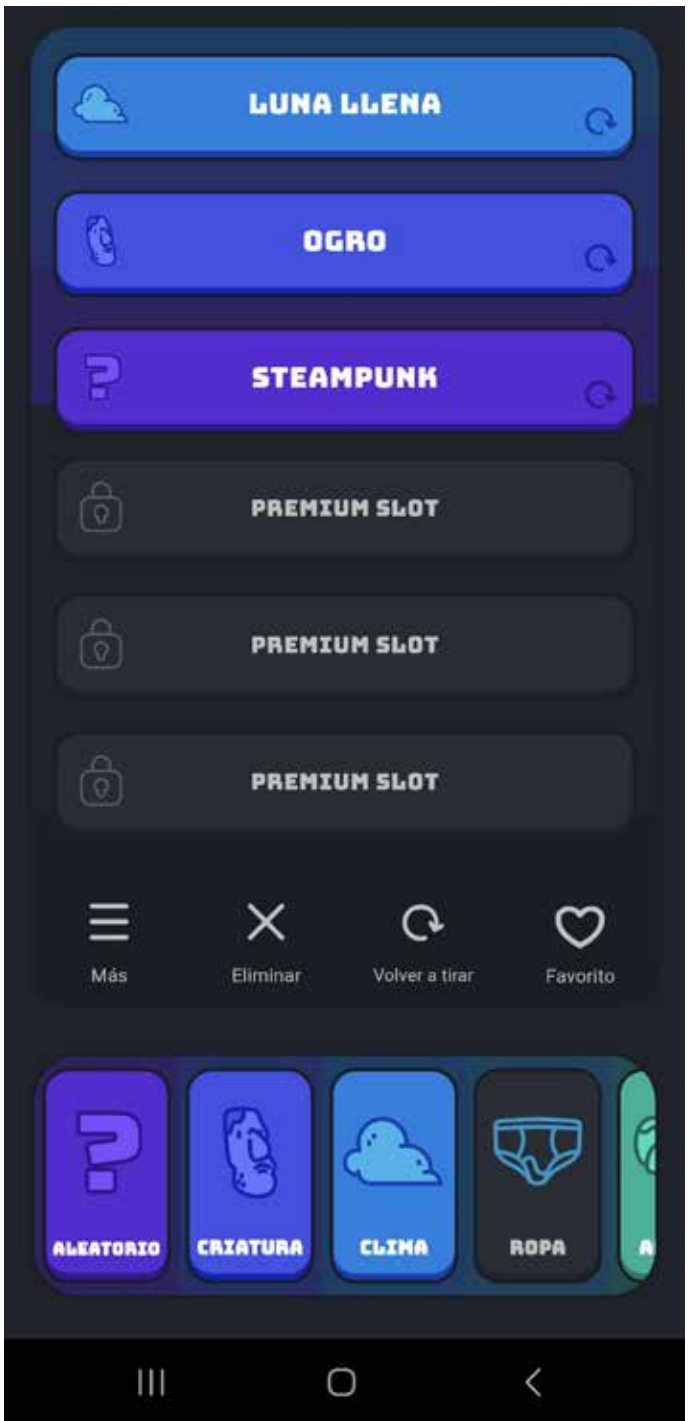 LUNA LLENA
OGRO
STEAMPUNK
PREMIUM SLOT
PREMIUM SLOT
PREMIUM SLOT
Más
Eliminar
Volver a tirar
Favorito
ALEATORIO
CRIATURA
CLIMA
ROPA
A